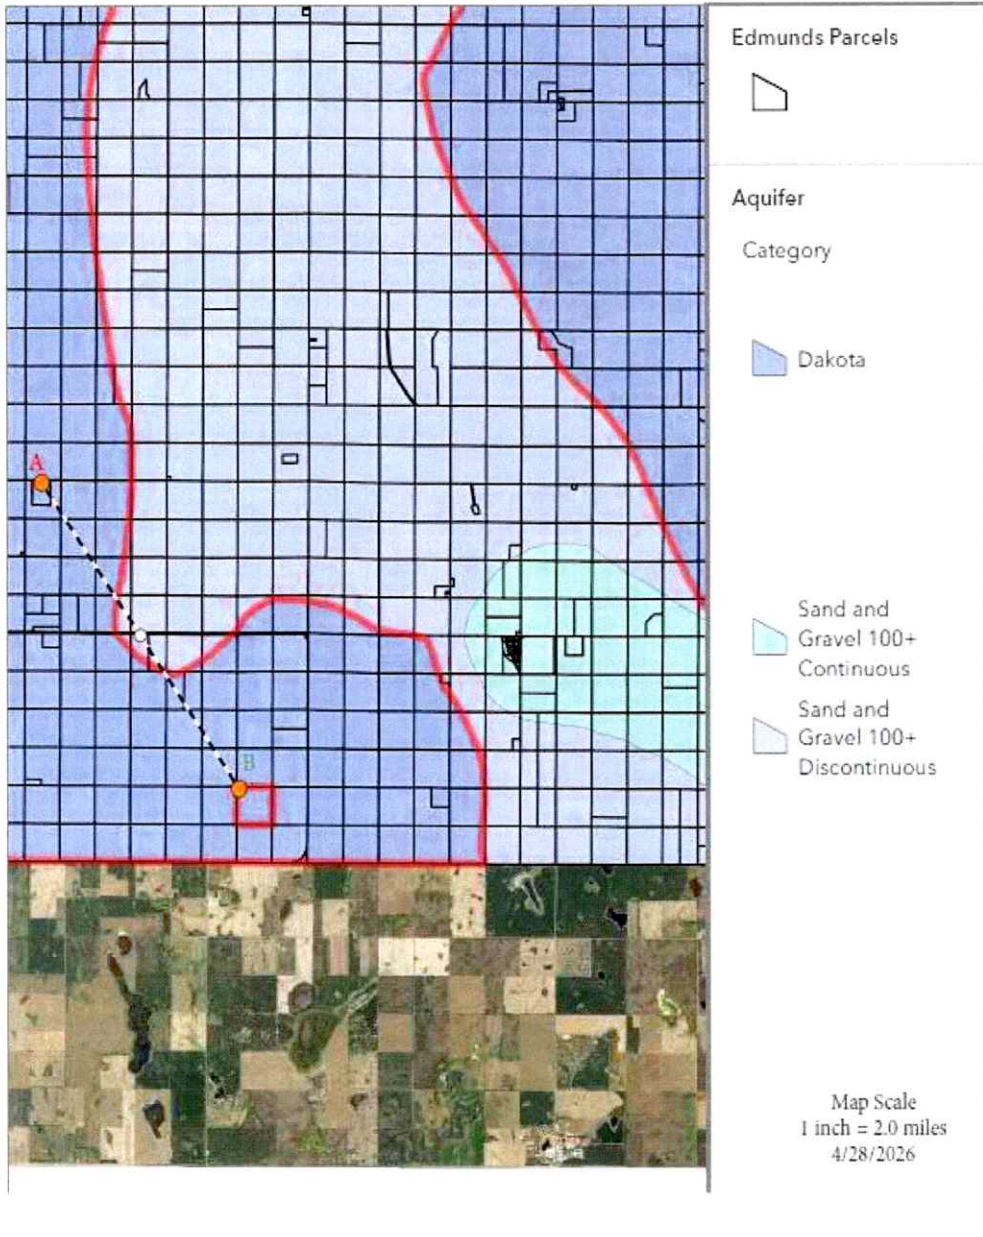 Edmunds Parcels
Aquifer
Category
Dakota
Sand and
Gravel 100+
Continuous
Sand and
Gravel 100+
Discontinuous
A
B
Map Scale
1 inch = 2.0 miles
4/28/2026